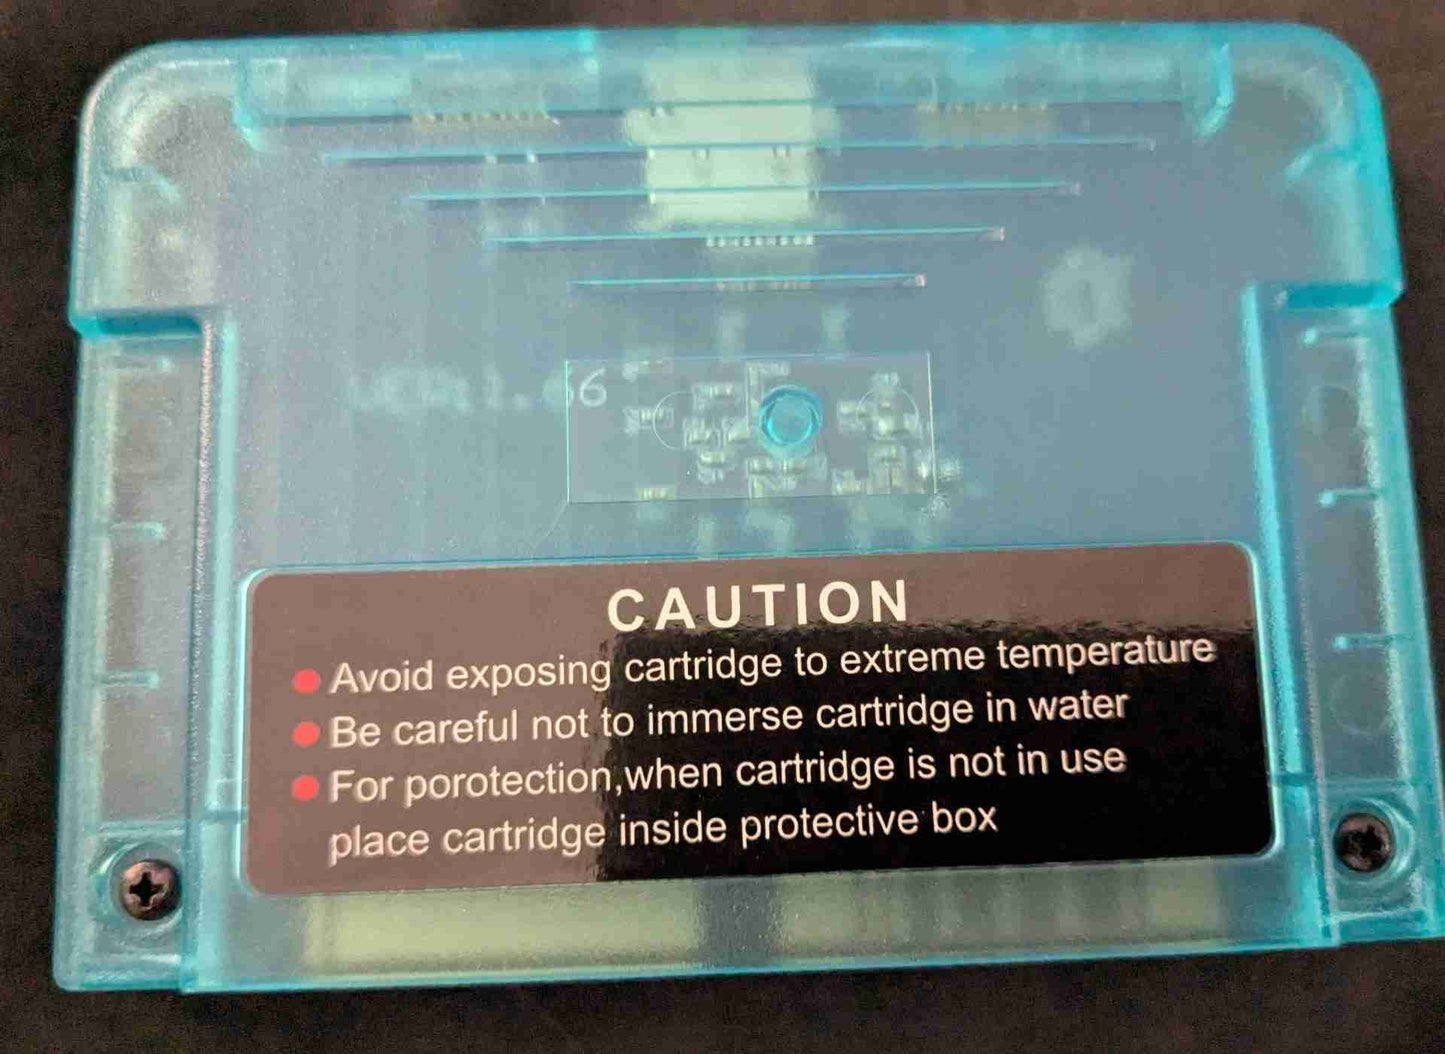 CAUTION
Avoid exposing cartridge to extreme temperature
Be careful not to immerse cartridge in water
For porotection,when cartridge is not in use
place cartridge inside protective box